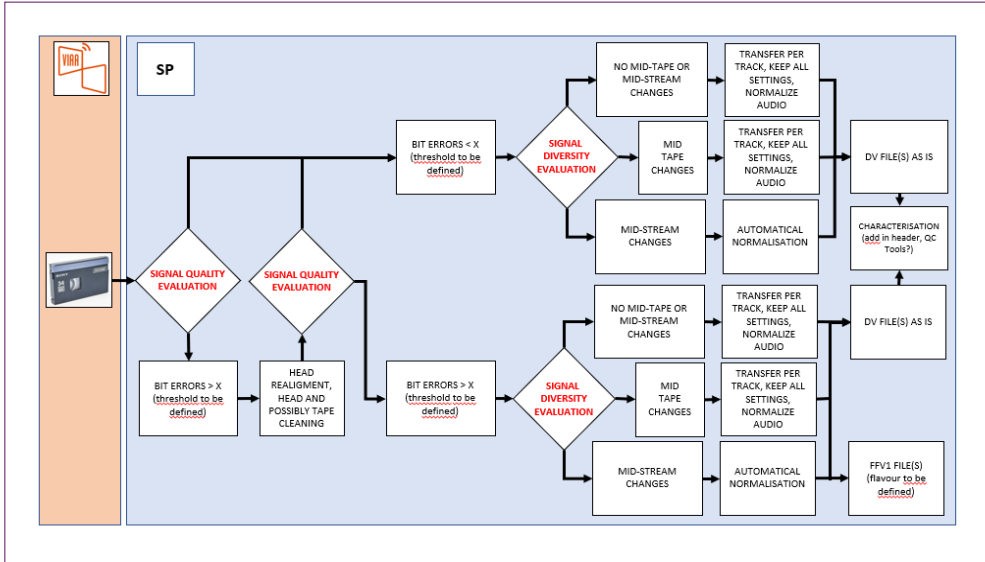 VIAA
SP
NO MID-TAPE OR
MID-STREAM
CHANGES
TRANSFER PER
TRACK, KEEP ALL
SETTINGS,
NORMALIZE
AUDIO
BIT ERRORS < X
(threshold to be
defined)
SIGNAL
DIVERSITY
EVALUATION
MID
TAPE
CHANGES
TRANSFER PER
TRACK, KEEP ALL
SETTINGS,
NORMALIZE
AUDIO
DV FILE(S) AS IS
MID-STREAM
CHANGES
AUTOMATICAL
NORMALISATION
CHARACTERISATION
(add in header, QC
Tools?)
SIGNAL QUALITY
EVALUATION
SIGNAL QUALITY
EVALUATION
NO MID-TAPE OR
MID-STREAM
CHANGES
TRANSFER PER
TRACK, KEEP ALL
SETTINGS,
NORMALIZE
AUDIO
DV FILE(S) AS IS
BIT ERRORS > X
(threshold to be
defined)
HEAD
REALIGMENT,
HEAD AND
POSSIBLY TAPE
CLEANING
BIT ERRORS > X
(threshold to be
defined)
SIGNAL
DIVERSITY
EVALUATION
MID
TAPE
CHANGES
TRANSFER PER
TRACK, KEEP ALL
SETTINGS,
NORMALIZE
AUDIO
MID-STREAM
CHANGES
AUTOMATICAL
NORMALISATION
FFV1 FILE(S)
(flavour to be
defined)